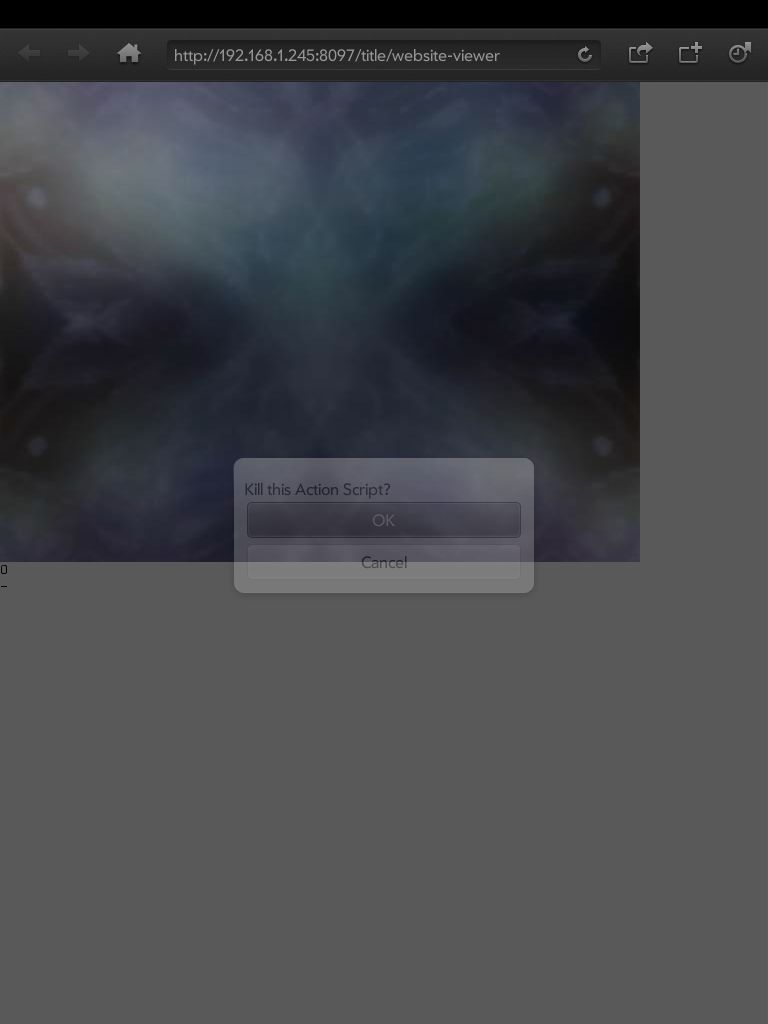 http://192.168.1.245:8097/title/website-viewer
Kill this Action Script?
OK
Cancel
0
–